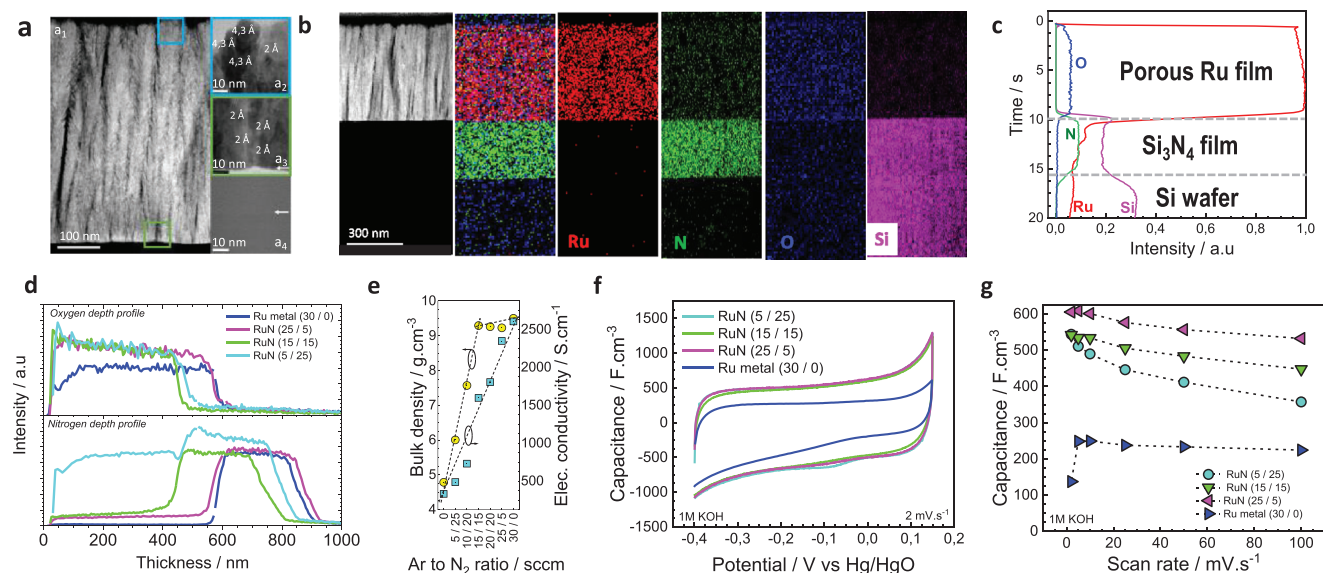 a
a1
4,3 Å
4,3 Å
2 Å
4,3 Å
10 nm
a2
2 Å
2 Å
2 Å
2 Å
10 nm
a3
100 nm
10 nm
a4
b
300 nm
Ru
N
O
Si
c
Time / s
0
5
10
15
20
O
Porous Ru film
N
Si3N4 film
Ru
Si
Si wafer
0,0
0,2
0,4
0,6
0,8
1,0
Intensity / a.u
d
Intensity / a.u
Oxygen depth profile
Ru metal (30 / 0)
RuN (25 / 5)
RuN (15 / 15)
RuN (5 / 25)
Nitrogen depth profile
0
200
400
600
800
1000
Thickness / nm
e
Bulk density / g.cm-3
10
9
8
7
6
5
4
Elec. conductivity / S.cm-1
2500
2000
1500
1000
500
0
5 / 25
10 / 20
15 / 15
20 / 10
25 / 5
30 / 0
Ar to N2 ratio / sccm
f
Capacitance / F.cm-3
1500
1000
500
0
-500
-1000
-1500
RuN (5 / 25)
RuN (15 / 15)
RuN (25 / 5)
Ru metal (30 / 0)
1M KOH
2 mV.s-1
-0,4
-0,3
-0,2
-0,1
0,0
0,1
0,2
Potential / V vs Hg/HgO
g
Capacitance / F.cm-3
600
500
400
300
200
100
0
RuN (5 / 25)
RuN (15 / 15)
RuN (25 / 5)
Ru metal (30 / 0)
1M KOH
0
20
40
60
80
100
Scan rate / mV.s-1